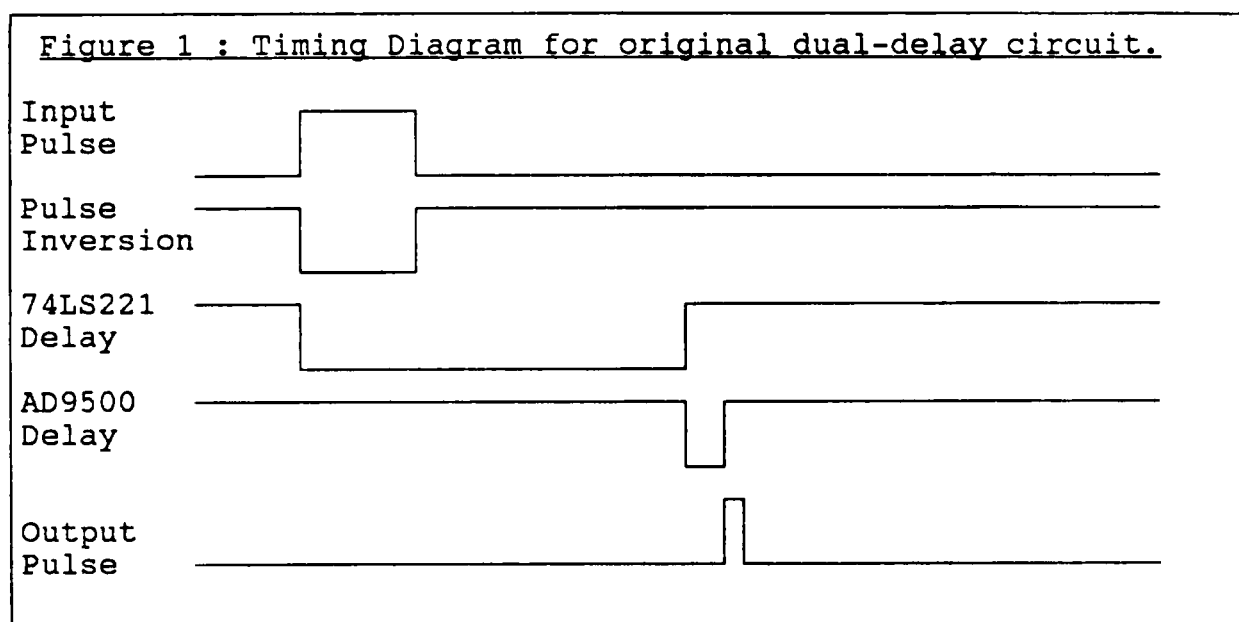 Figure 1 : Timing Diagram for original dual-delay circuit.
Input
Pulse
Pulse
Inversion
74LS221
Delay
AD9500
Delay
Output
Pulse